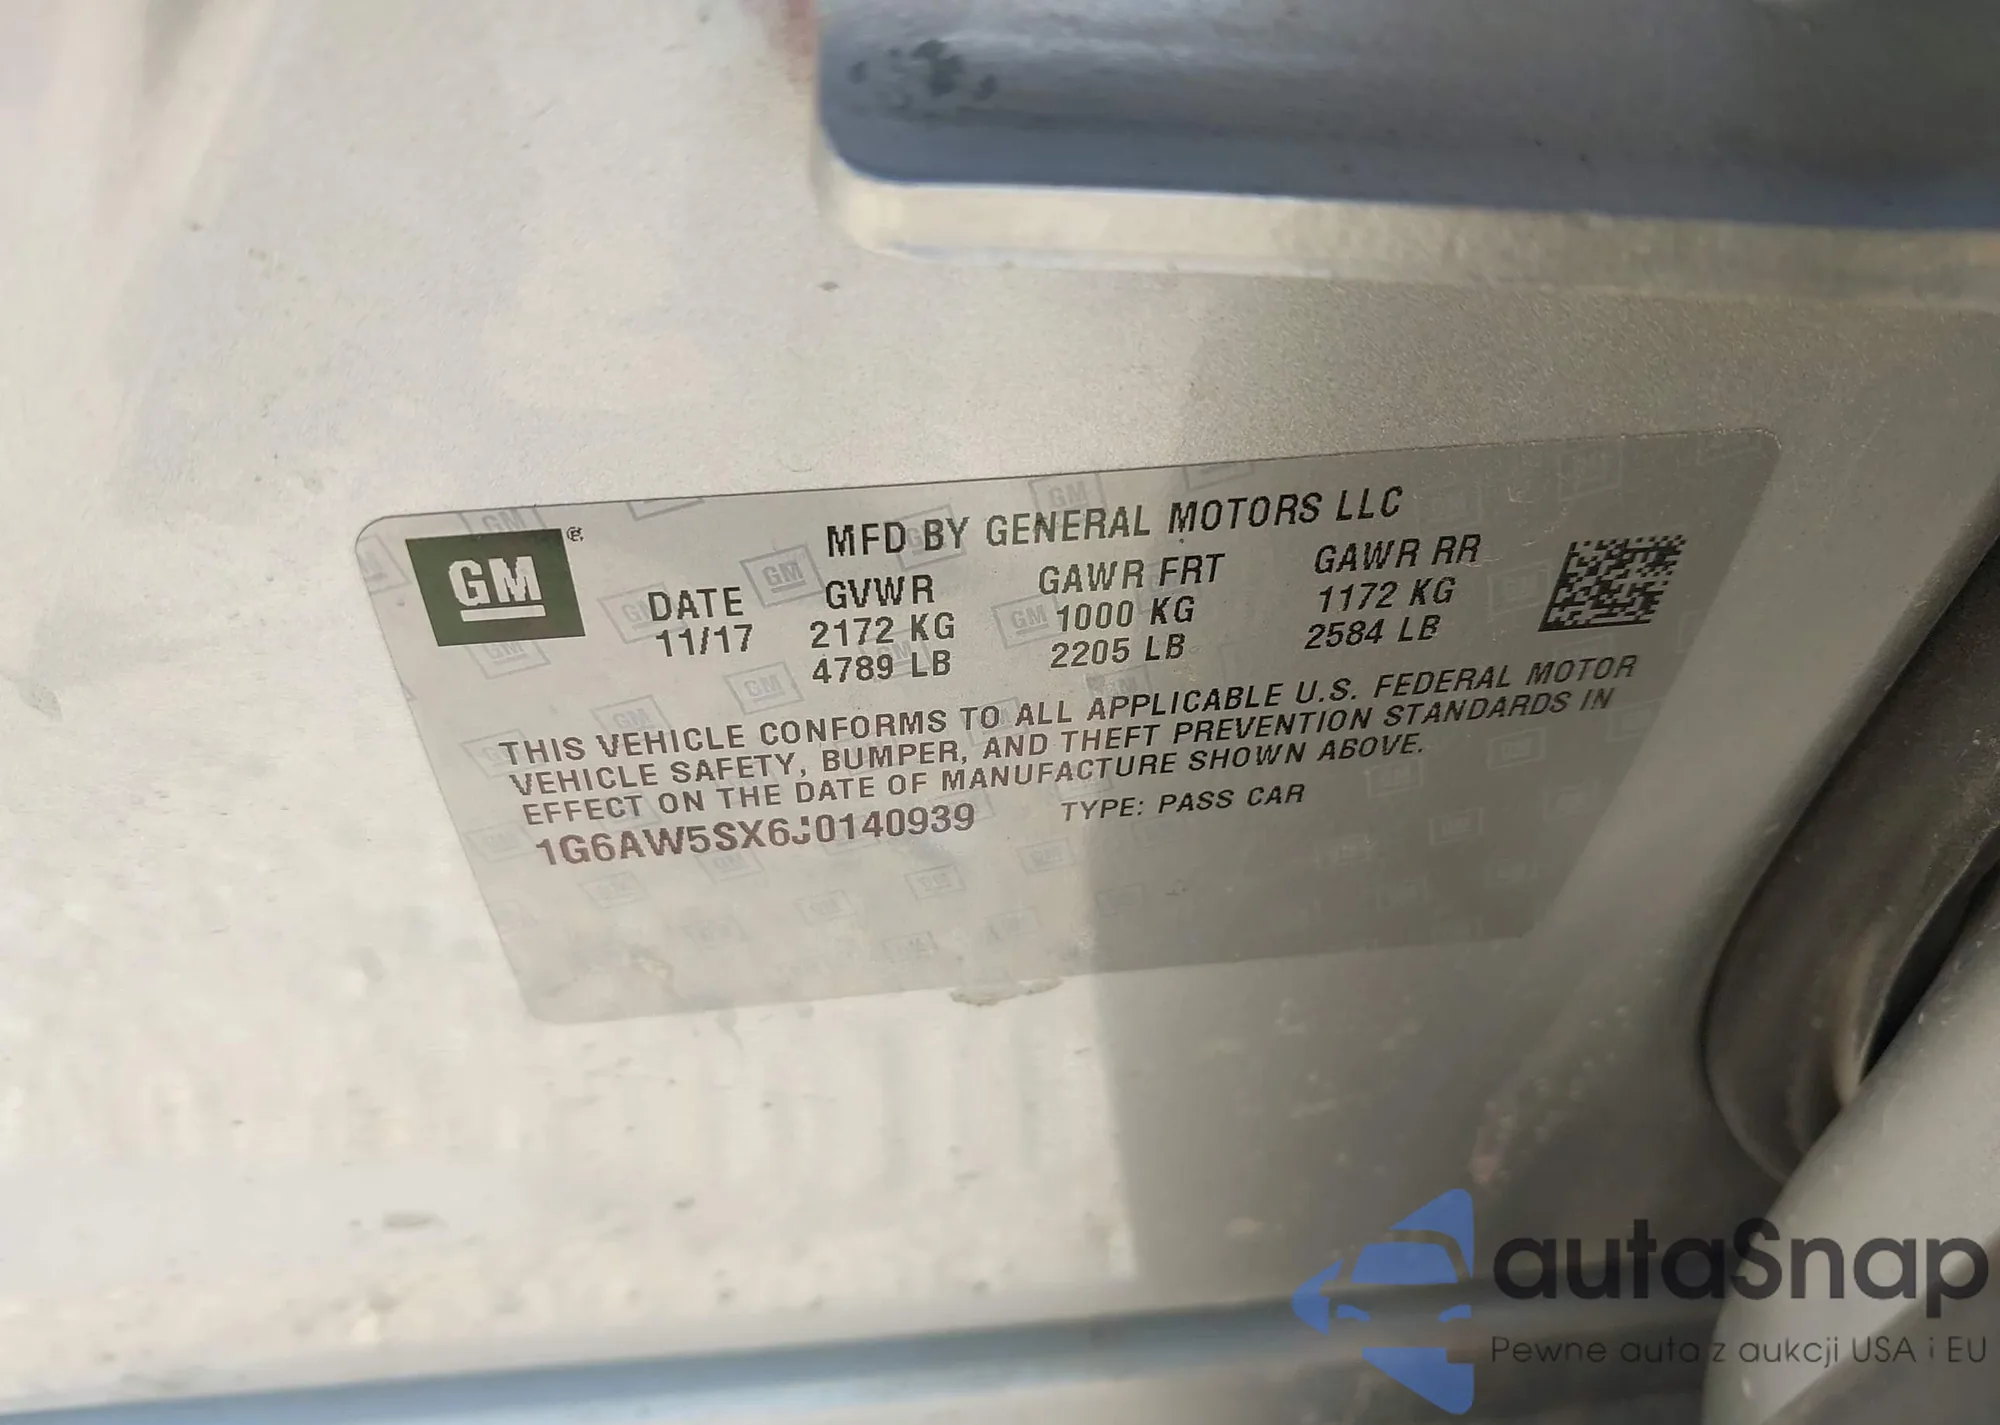 GM®
MFD BY GENERAL MOTORS LLC
DATE GVWR GAWR FRT GAWR RR
11/17 2172 KG 1000 KG 1172 KG
4789 LB 2205 LB 2584 LB
THIS VEHICLE CONFORMS TO ALL APPLICABLE U.S. FEDERAL MOTOR
VEHICLE SAFETY, BUMPER, AND THEFT PREVENTION STANDARDS IN
EFFECT ON THE DATE OF MANUFACTURE SHOWN ABOVE.
1G6AW5SX6J0140939 TYPE: PASS CAR
autaSnap
Pewne auta z aukcji USA i EU